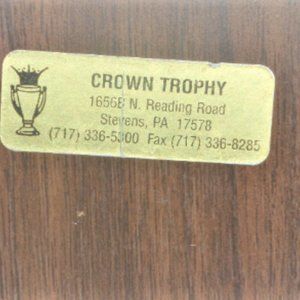 CROWN TROPHY
1656B N. Reading Road
Stevens, PA 17578
(717) 336-5300 Fax (717) 336-8285